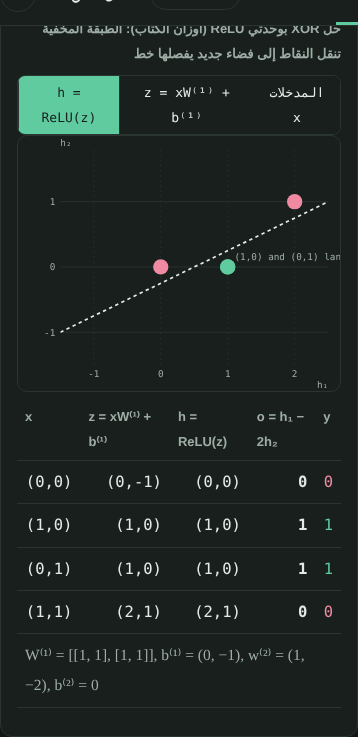 حل XOR بوحدتي ReLU (أوزان الكتاب): الطبقة المخفية
تنقل النقاط إلى فضاء جديد يفصلها خط
المدخلات x
z = xW⁽¹⁾ + b⁽¹⁾
h = ReLU(z)
h₂
1
0
-1
(1,0) and (0,1) lan
-1 0 1 2
h₁
x z = xW⁽¹⁾ + b⁽¹⁾ h = ReLU(z) o = h₁ − 2h₂ y
(0,0) (0,-1) (0,0) 0 0
(1,0) (1,0) (1,0) 1 1
(0,1) (1,0) (1,0) 1 1
(1,1) (2,1) (2,1) 0 0
W⁽¹⁾ = [[1, 1], [1, 1]], b⁽¹⁾ = (0, −1), w⁽²⁾ = (1,
−2), b⁽²⁾ = 0